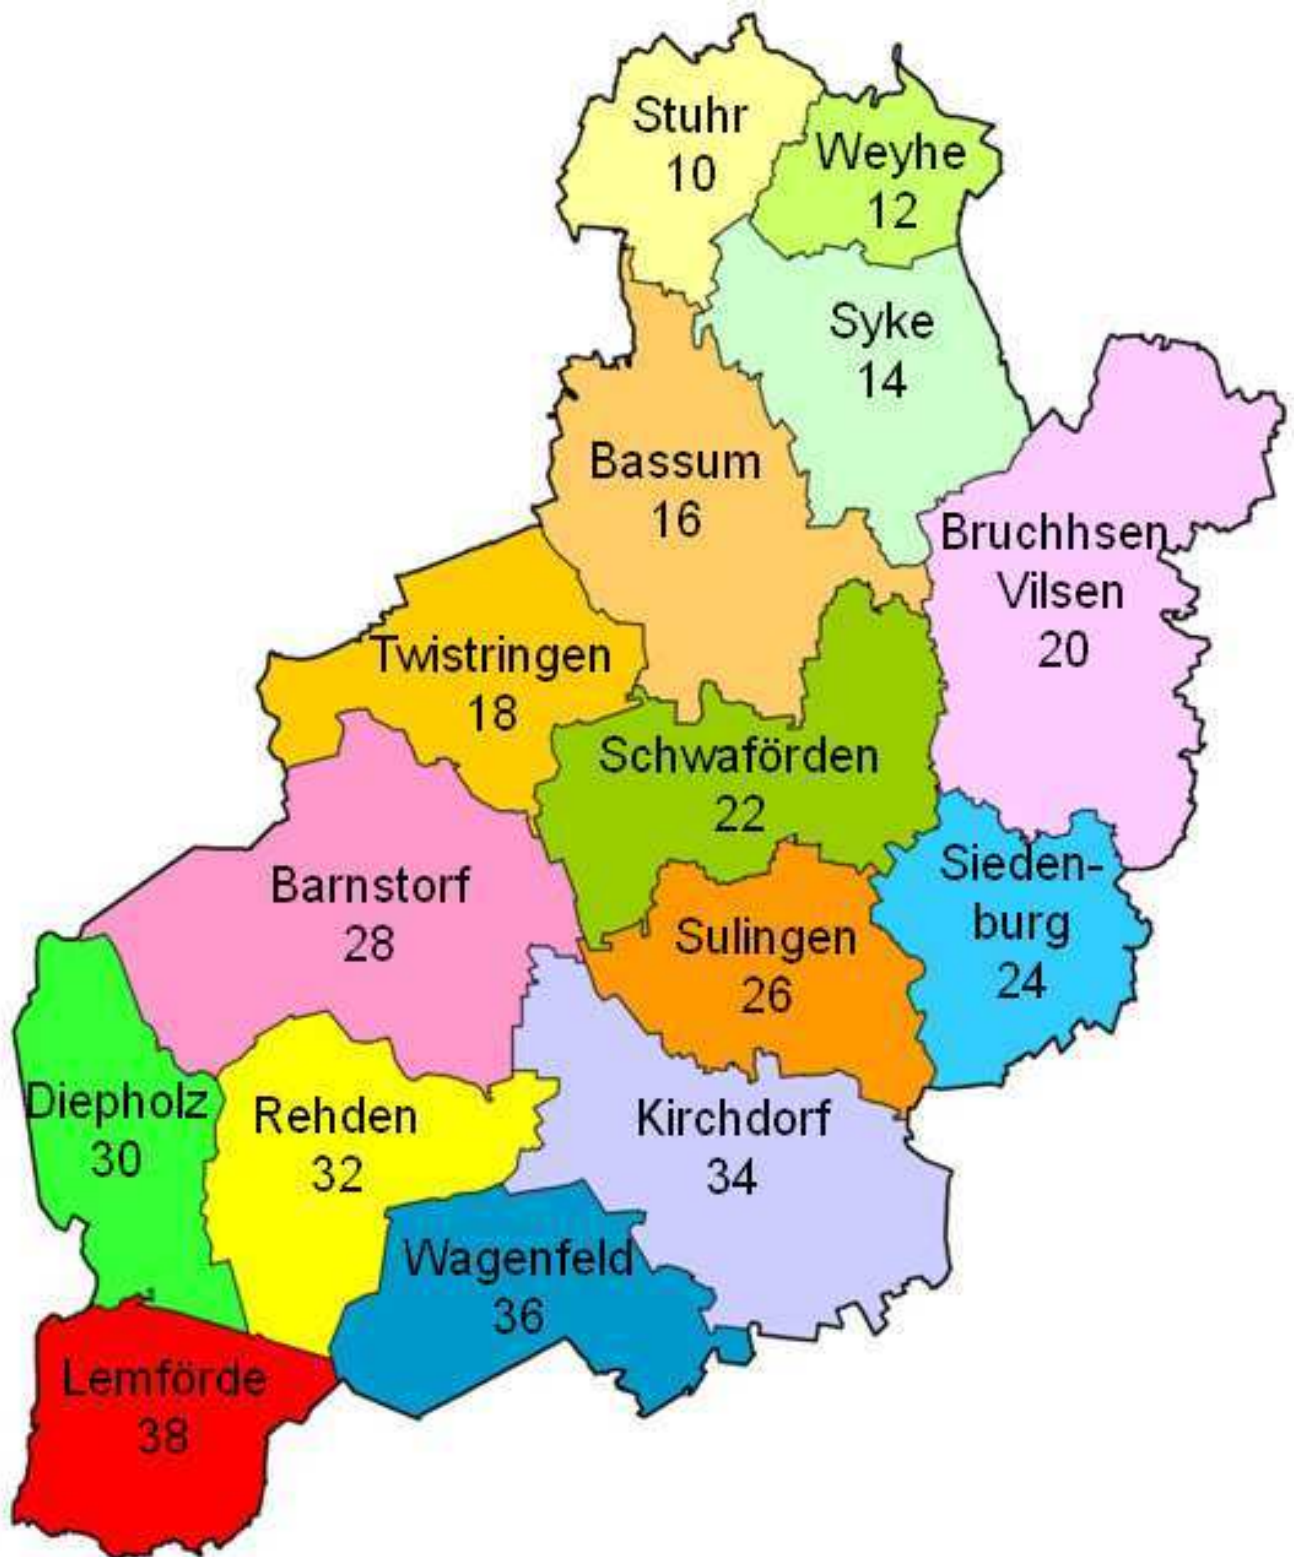 Stuhr
10
Weyhe
12
Syke
14
Bassum
16
Bruchhsen
Vilsen
20
Twistringen
18
Schwaförden
22
Sieden-
burg
24
Barnstorf
28
Sulingen
26
Diepholz
30
Rehden
32
Kirchdorf
34
Wagenfeld
36
Lemförde
38